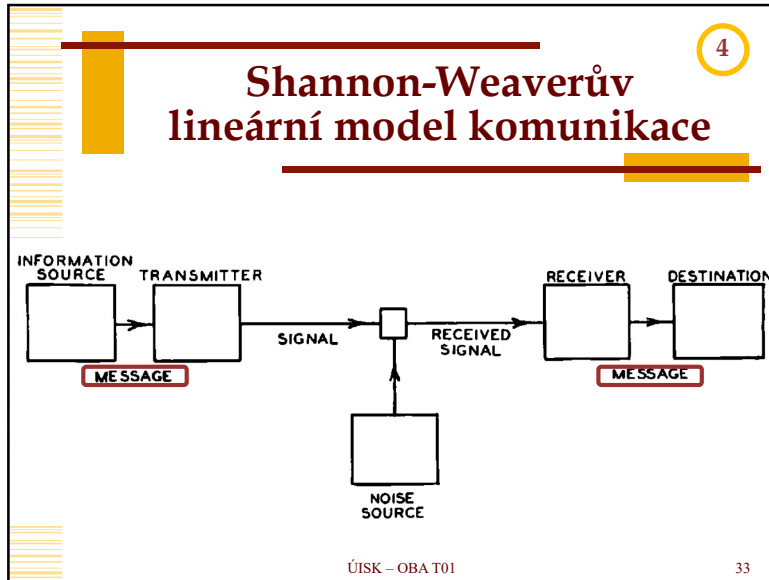 4
Shannon-Weaverův
lineární model komunikace
INFORMATION
SOURCE
TRANSMITTER
RECEIVER
DESTINATION
SIGNAL
RECEIVED
SIGNAL
MESSAGE
MESSAGE
NOISE
SOURCE
ÚISK – OBA T01
33